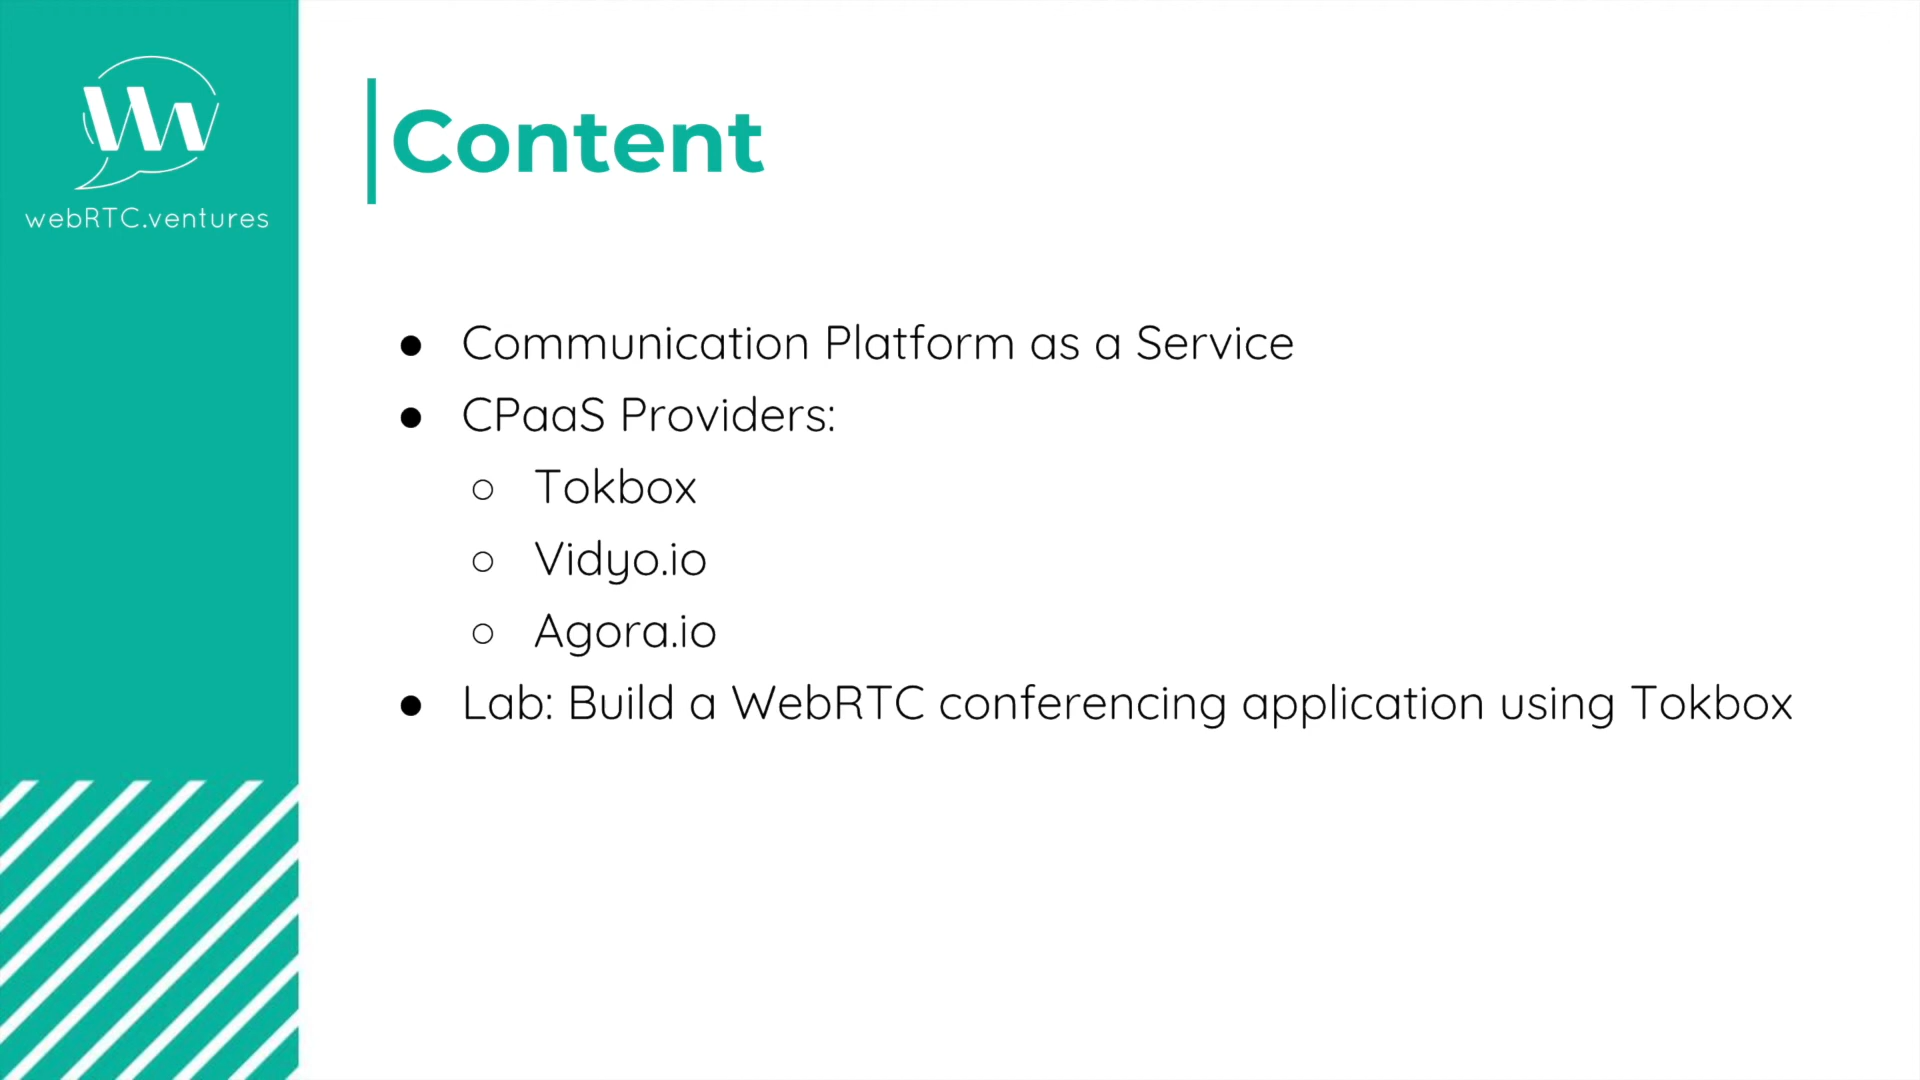 webRTC.ventures
Content
● Communication Platform as a Service
● CPaaS Providers:
○ Tokbox
○ Vidyo.io
○ Agora.io
● Lab: Build a WebRTC conferencing application using Tokbox